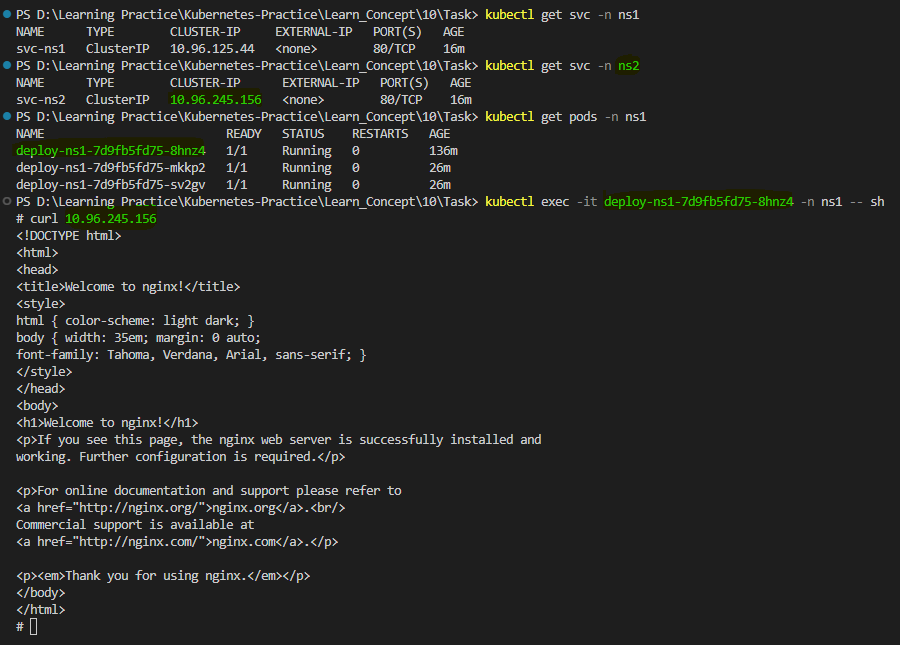 PS D:\Learning Practice\Kubernetes-Practice\Learn_Concept\10\Task> kubectl get svc -n ns1
NAME      TYPE        CLUSTER-IP     EXTERNAL-IP   PORT(S)   AGE
svc-ns1   ClusterIP   10.96.125.44   <none>        80/TCP    16m
PS D:\Learning Practice\Kubernetes-Practice\Learn_Concept\10\Task> kubectl get svc -n ns2
NAME      TYPE        CLUSTER-IP      EXTERNAL-IP   PORT(S)   AGE
svc-ns2   ClusterIP   10.96.245.156   <none>        80/TCP    16m
PS D:\Learning Practice\Kubernetes-Practice\Learn_Concept\10\Task> kubectl get pods -n ns1
NAME                          READY   STATUS    RESTARTS   AGE
deploy-ns1-7d9fb5fd75-8hnz4   1/1     Running   0          136m
deploy-ns1-7d9fb5fd75-mkkp2   1/1     Running   0          26m
deploy-ns1-7d9fb5fd75-sv2gv   1/1     Running   0          26m
PS D:\Learning Practice\Kubernetes-Practice\Learn_Concept\10\Task> kubectl exec -it deploy-ns1-7d9fb5fd75-8hnz4 -n ns1 -- sh
# curl 10.96.245.156
<!DOCTYPE html>
<html>
<head>
<title>Welcome to nginx!</title>
<style>
html { color-scheme: light dark; }
body { width: 35em; margin: 0 auto;
font-family: Tahoma, Verdana, Arial, sans-serif; }
</style>
</head>
<body>
<h1>Welcome to nginx!</h1>
<p>If you see this page, the nginx web server is successfully installed and
working. Further configuration is required.</p>

<p>For online documentation and support please refer to
<a href="http://nginx.org/">nginx.org</a>.<br/>
Commercial support is available at
<a href="http://nginx.com/">nginx.com</a>.</p>

<p><em>Thank you for using nginx.</em></p>
</body>
</html>
#